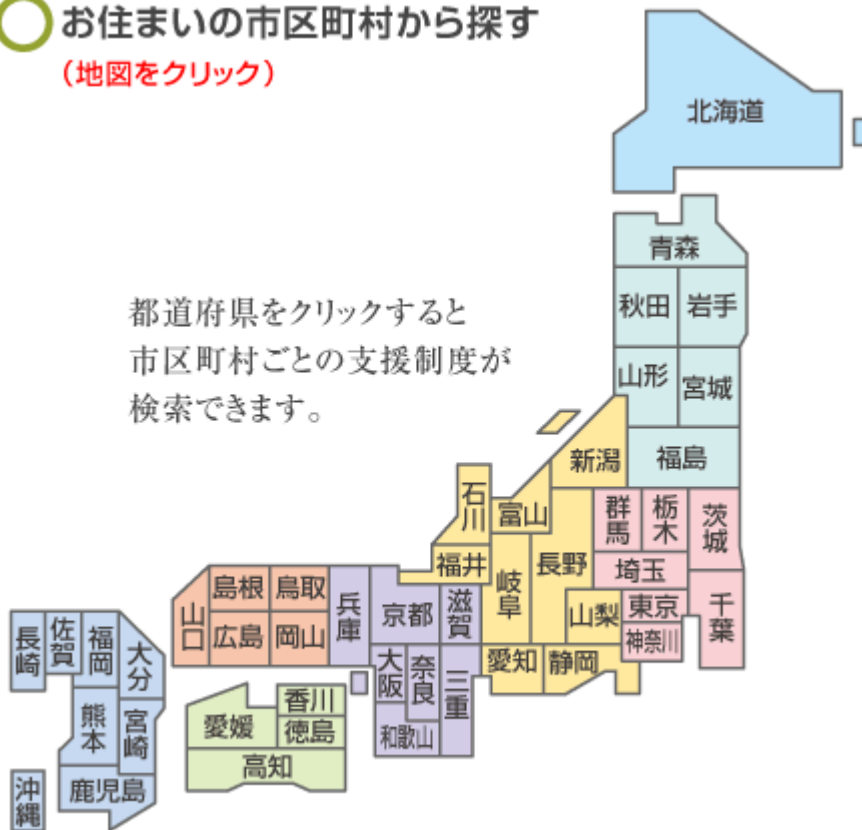 お住まいの市区町村から探す
（地図をクリック）
北海道
青森
都道府県をクリックすると
市区町村ごとの支援制度が
検索できます。
秋田
岩手
山形
宮城
新潟
福島
石川
富山
群馬
栃木
茨城
福井
長野
岐阜
埼玉
島根
鳥取
兵庫
京都
滋賀
山梨
東京
千葉
山口
広島
岡山
神奈川
長崎
佐賀
福岡
大分
大阪
奈良
三重
愛知
静岡
香川
愛媛
徳島
和歌山
熊本
宮崎
高知
鹿児島
沖縄